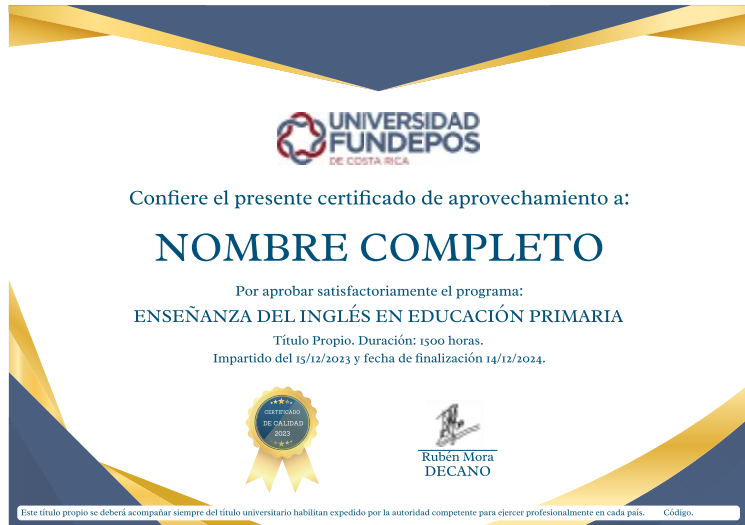 UNIVERSIDAD
FUNDEPOS
DE COSTA RICA
Confiere el presente certificado de aprovechamiento a:
NOMBRE COMPLETO
Por aprobar satisfactoriamente el programa:
ENSEÑANZA DEL INGLÉS EN EDUCACIÓN PRIMARIA
Título Propio. Duración: 1500 horas.
Impartido del 15/12/2023 y fecha de finalización 14/12/2024.
CERTIFICADO
DE CALIDAD
2023
Rubén Mora
DECANO
Este título propio se deberá acompañar siempre del título universitario habilitan expedido por la autoridad competente para ejercer profesionalmente en cada país. Código.